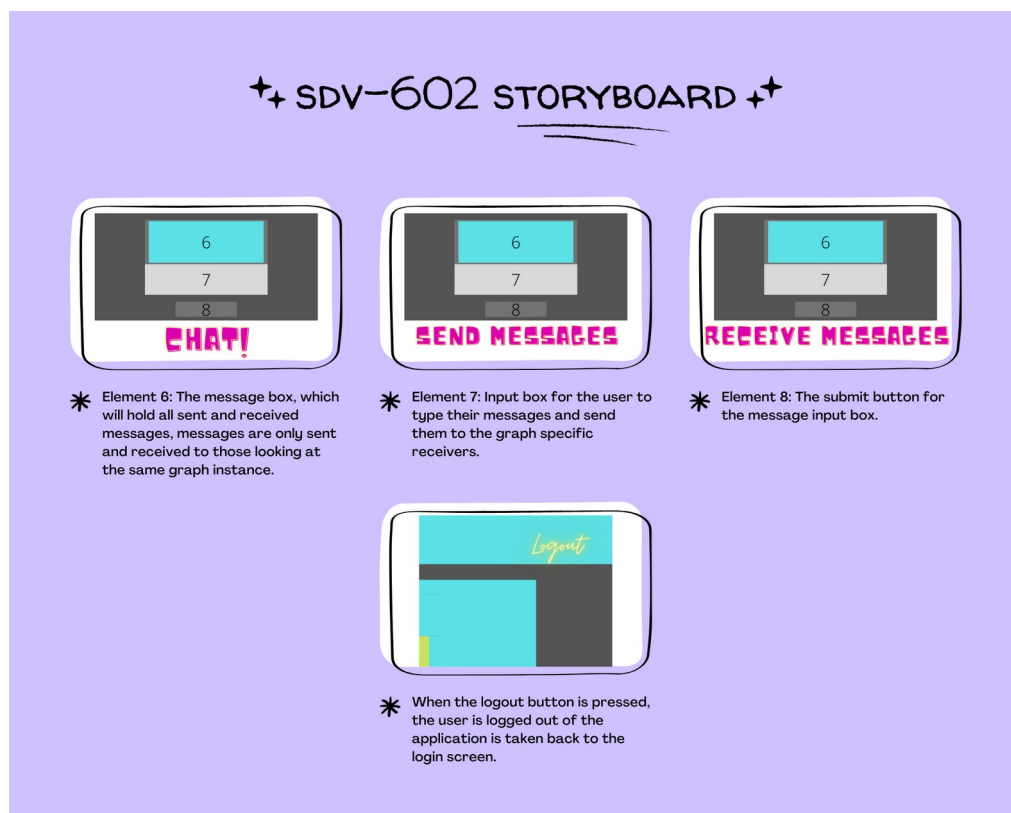 SDV-602 STORYBOARD
6
7
8
CHAT!
6
7
8
SEND MESSAGES
6
7
8
RECEIVE MESSAGES
Element 6: The message box, which
will hold all sent and received
messages, messages are only sent
and received to those looking at
the same graph instance.
Element 7: Input box for the user to
type their messages and send
them to the graph specific
receivers.
Element 8: The submit button for
the message input box.
Logout
When the logout button is pressed,
the user is logged out of the
application is taken back to the
login screen.